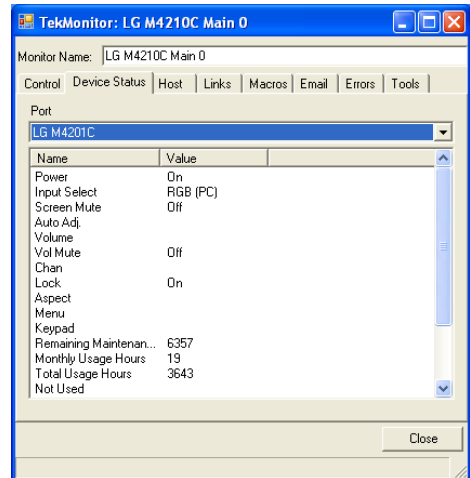 TekMonitor: LG M4210C Main 0
Monitor Name: LG M4210C Main 0
Control Device Status Host Links Macros Email Errors Tools
Port
LG M4201C
Name Value
Power On
Input Select RGB (PC)
Screen Mute Off
Auto Adj.
Volume
Vol Mute Off
Chan
Lock On
Aspect
Menu
Keypad
Remaining Maintenan... 6357
Monthly Usage Hours 19
Total Usage Hours 3643
Not Used
Close